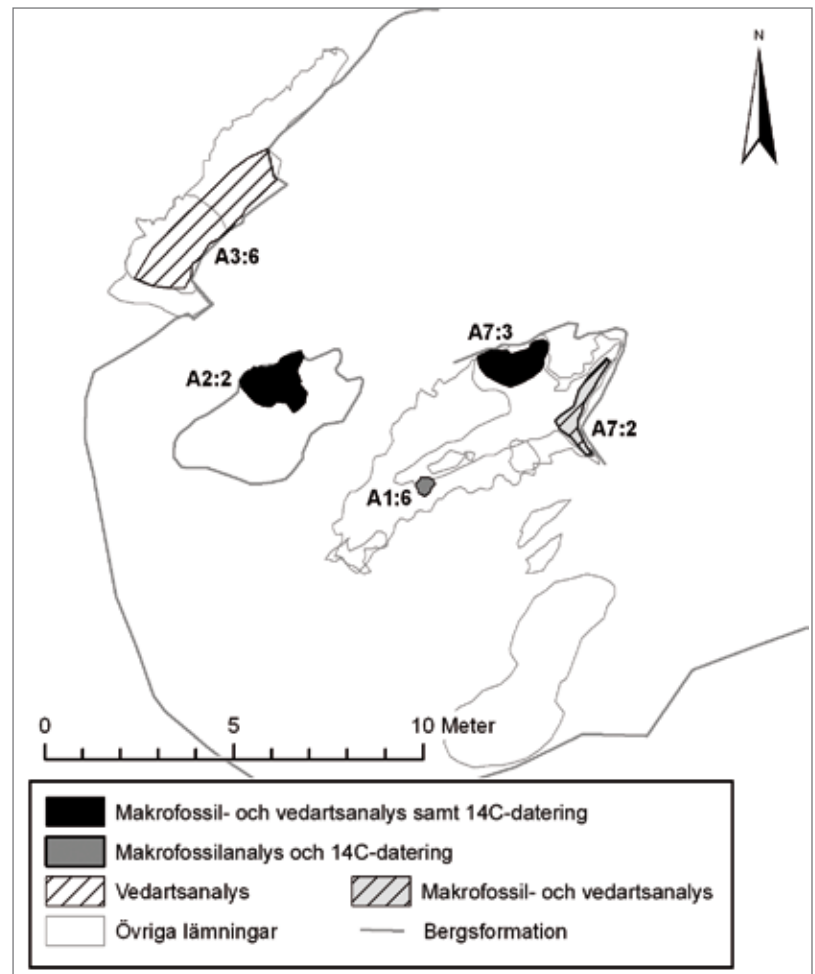 N
A3:6
A7:3
A2:2
A7:2
A1:6
0 5 10 Meter
Makrofossil- och vedartsanalys samt 14C-datering
Makrofossilanalys och 14C-datering
Vedartsanalys Makrofossil- och vedartsanalys
Övriga lämningar Bergsformation